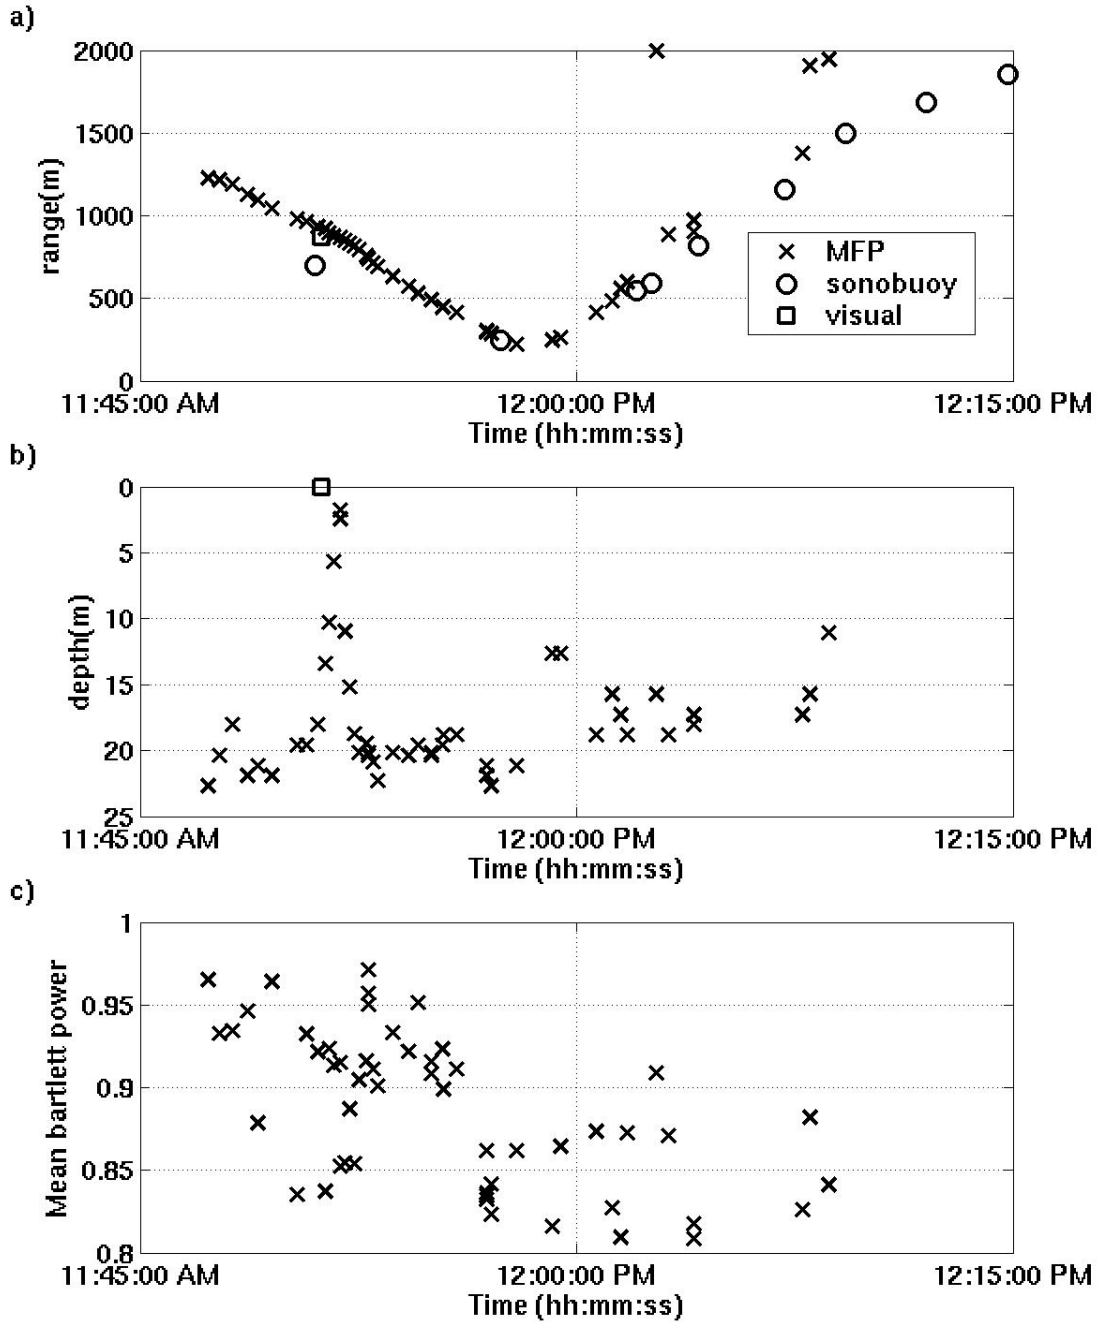 a)
2000
1500
1000
500
0
range(m)
MFP
sonobuoy
visual
11:45:00 AM 12:00:00 PM 12:15:00 PM
Time (hh:mm:ss)
b)
0
5
10
15
20
25
depth(m)
11:45:00 AM 12:00:00 PM 12:15:00 PM
Time (hh:mm:ss)
c)
1
0.95
0.9
0.85
0.8
Mean bartlett power
11:45:00 AM 12:00:00 PM 12:15:00 PM
Time (hh:mm:ss)